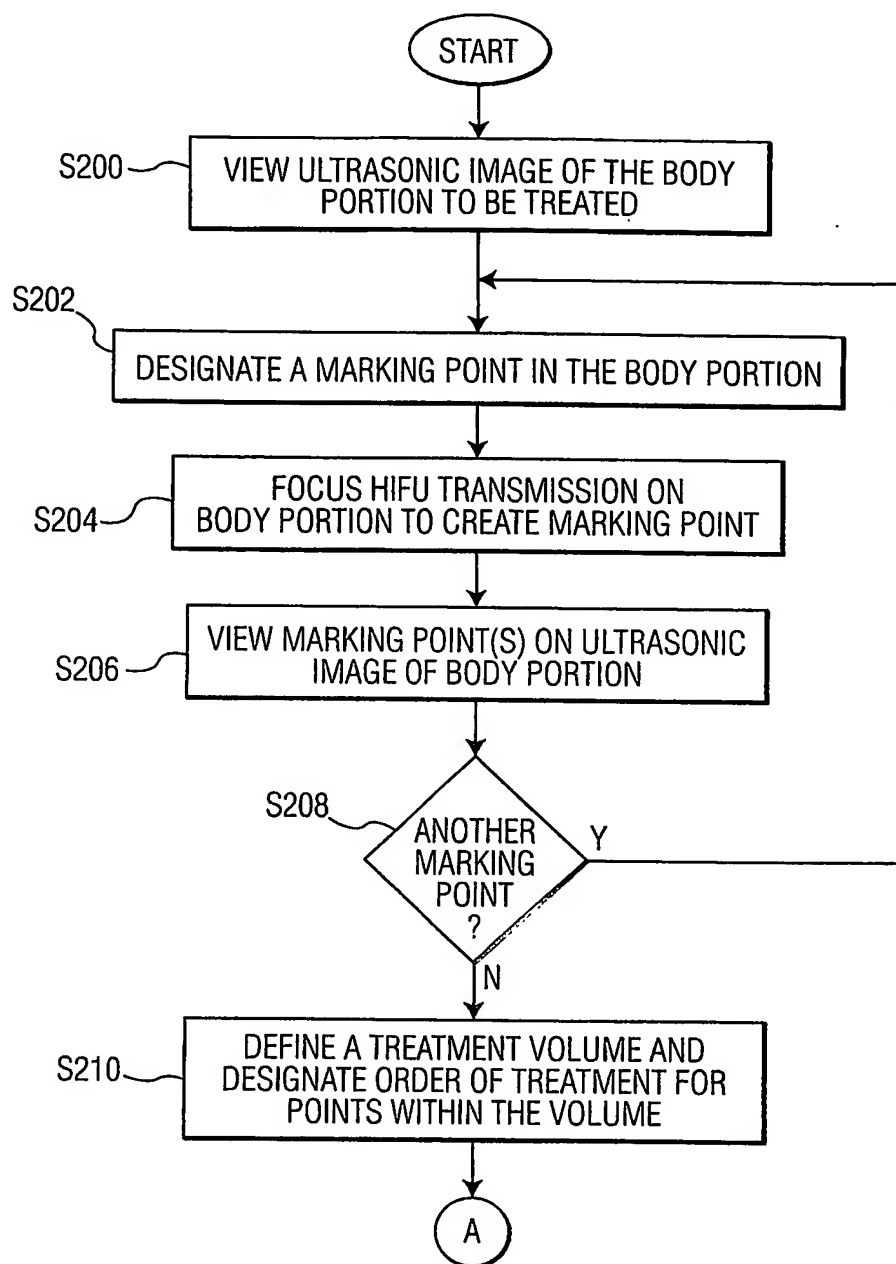 START
S200
VIEW ULTRASONIC IMAGE OF THE BODY
PORTION TO BE TREATED
S202
DESIGNATE A MARKING POINT IN THE BODY PORTION
S204
FOCUS HIFU TRANSMISSION ON
BODY PORTION TO CREATE MARKING POINT
S206
VIEW MARKING POINT(S) ON ULTRASONIC
IMAGE OF BODY PORTION
S208
ANOTHER
MARKING
POINT
?
Y
N
S210
DEFINE A TREATMENT VOLUME AND
DESIGNATE ORDER OF TREATMENT FOR
POINTS WITHIN THE VOLUME
A